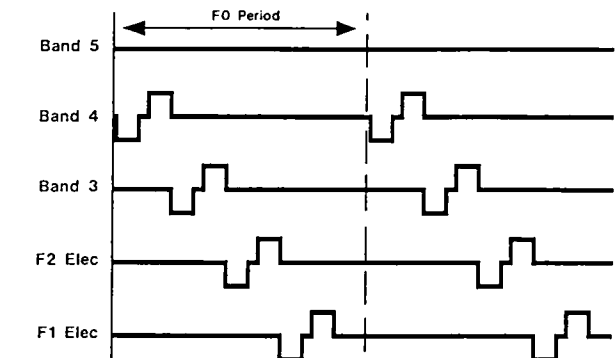 F0 Period
Band 5
Band 4
Band 3
F2 Elec
F1 Elec